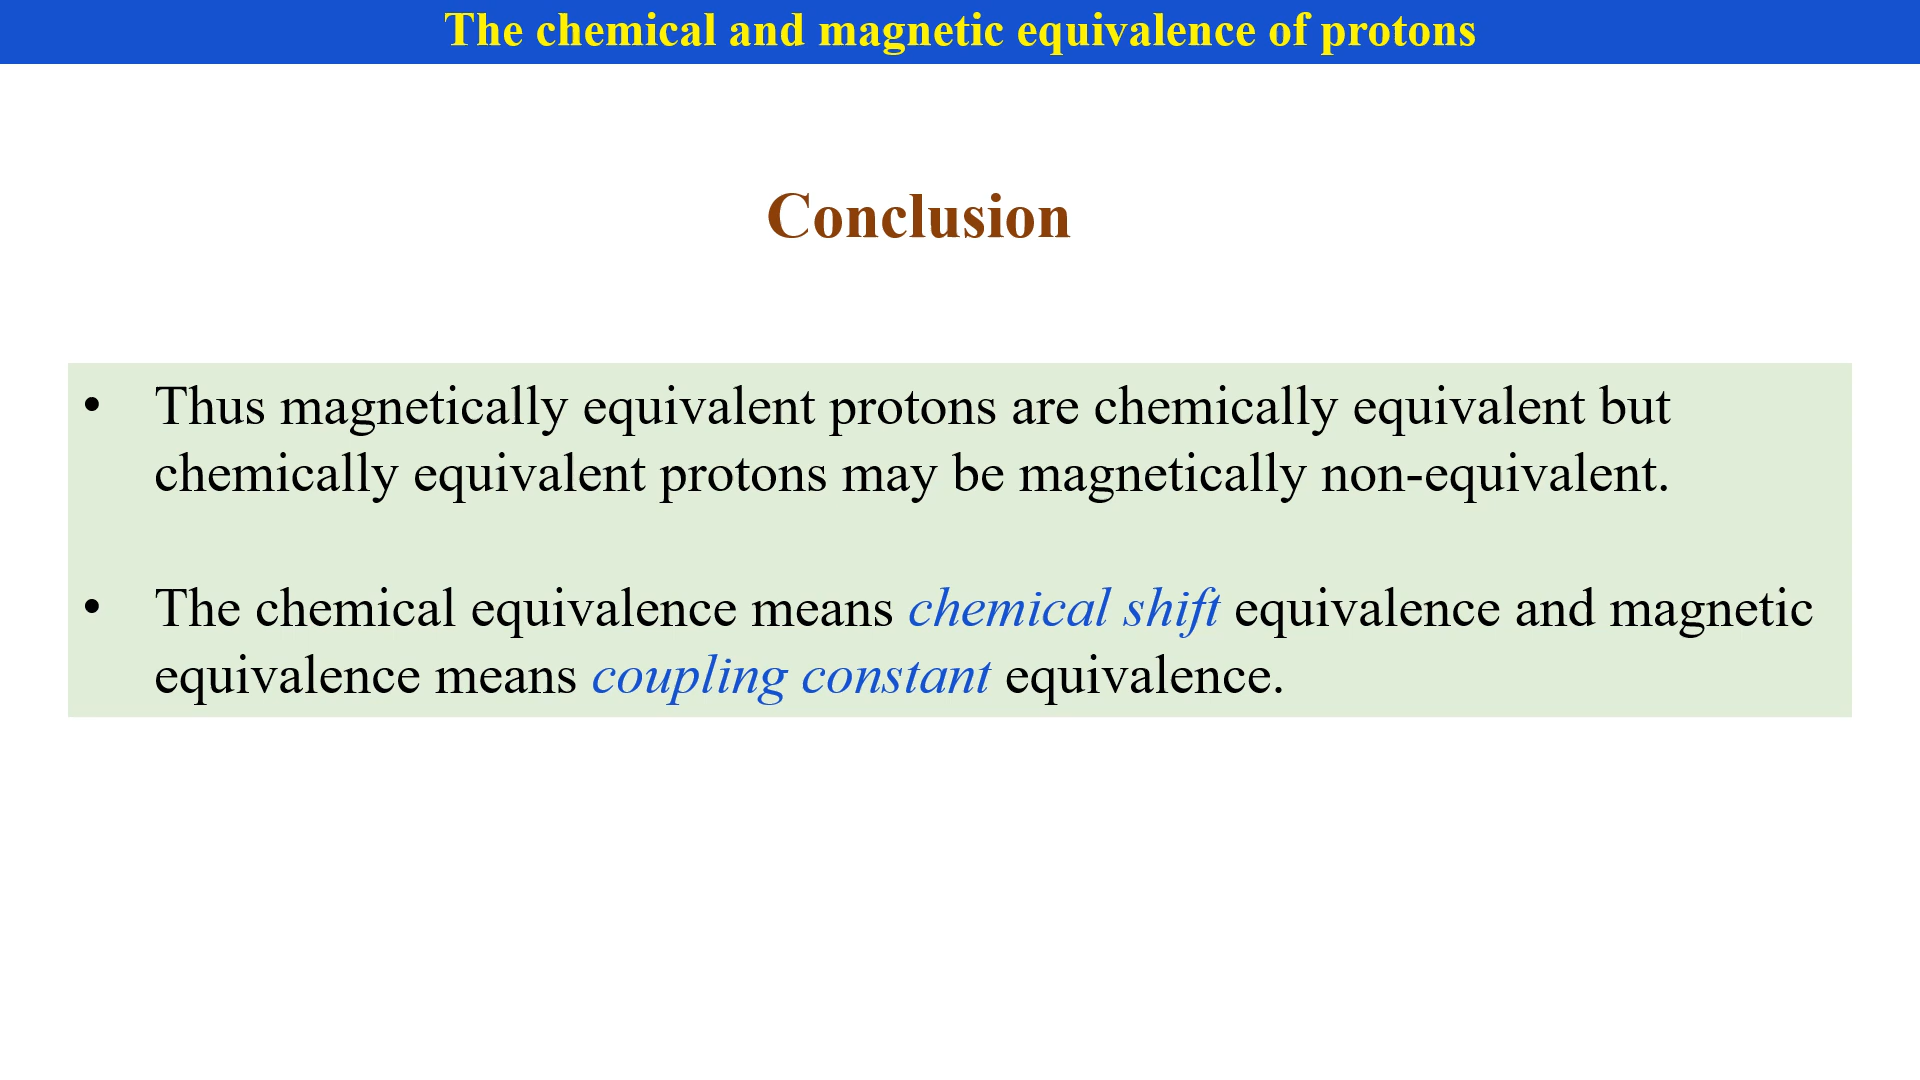 The chemical and magnetic equivalence of protons
Conclusion
• Thus magnetically equivalent protons are chemically equivalent but
chemically equivalent protons may be magnetically non-equivalent.
• The chemical equivalence means chemical shift equivalence and magnetic
equivalence means coupling constant equivalence.